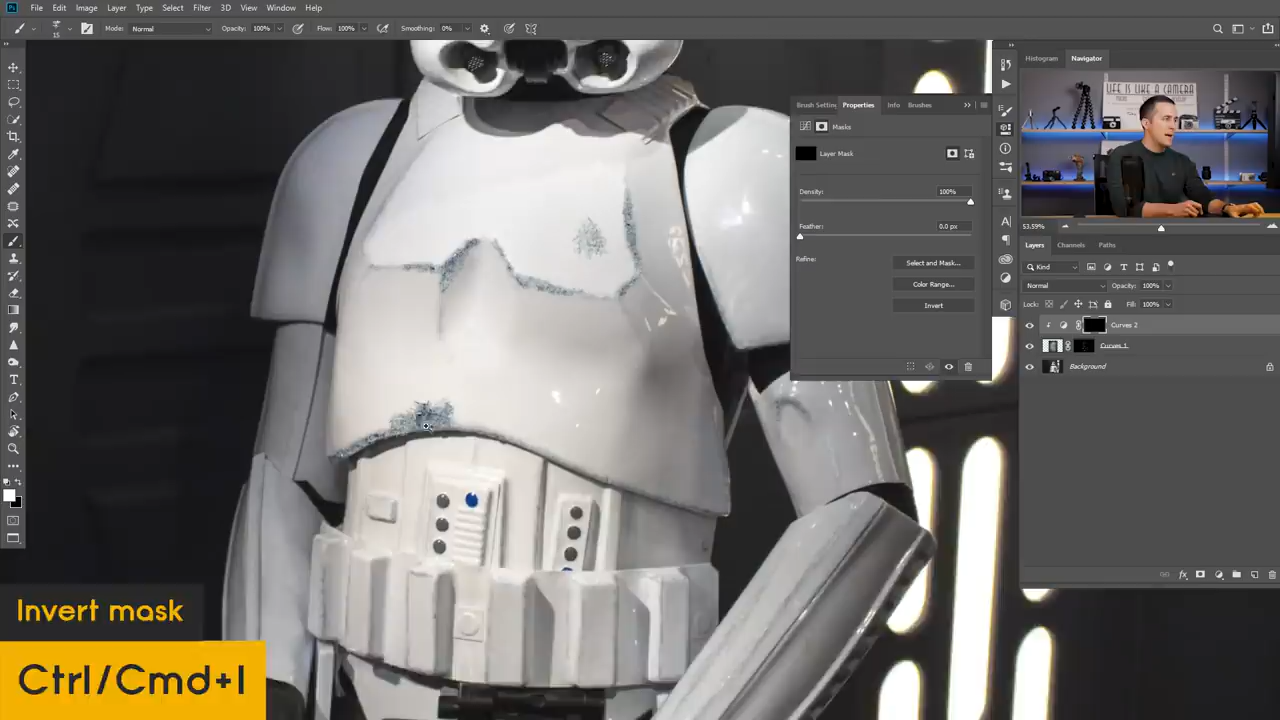 Ps File Edit Image Layer Type Select Filter 3D View Window Help
15 Mode: Normal Opacity: 100% Flow: 100% Smoothing: 0%
Histogram Navigator
LIFE IS LIKE A CAMERA
53.59%
Brush Settin Properties Info Brushes
Masks
Layer Mask
Density: 100%
Feather: 0.0 px
Refine:
Select and Mask...
Color Range...
Invert
Layers Channels Paths
Kind
Normal Opacity: 100%
Lock: Fill: 100%
Curves 2
Curves 1
Background
Invert mask
Ctrl/Cmd+I